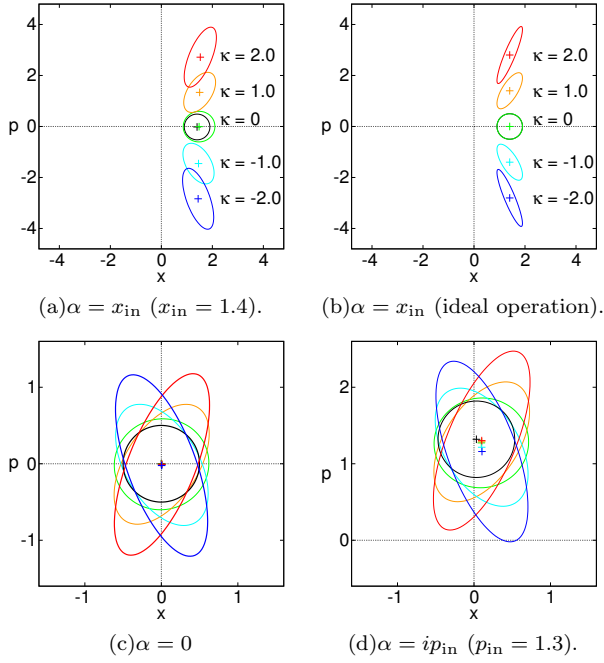 4
2
p 0
-2
-4
-4 -2 0 2 4
x
κ = 2.0
κ = 1.0
κ = 0
κ = -1.0
κ = -2.0
(a)α = x_in (x_in = 1.4).
4
2
p 0
-2
-4
-4 -2 0 2 4
x
κ = 2.0
κ = 1.0
κ = 0
κ = -1.0
κ = -2.0
(b)α = x_in (ideal operation).
1
p 0
-1
-1 0 1
x
(c)α = 0
2
1
p
0
-1 0 1
x
(d)α = ip_in (p_in = 1.3).